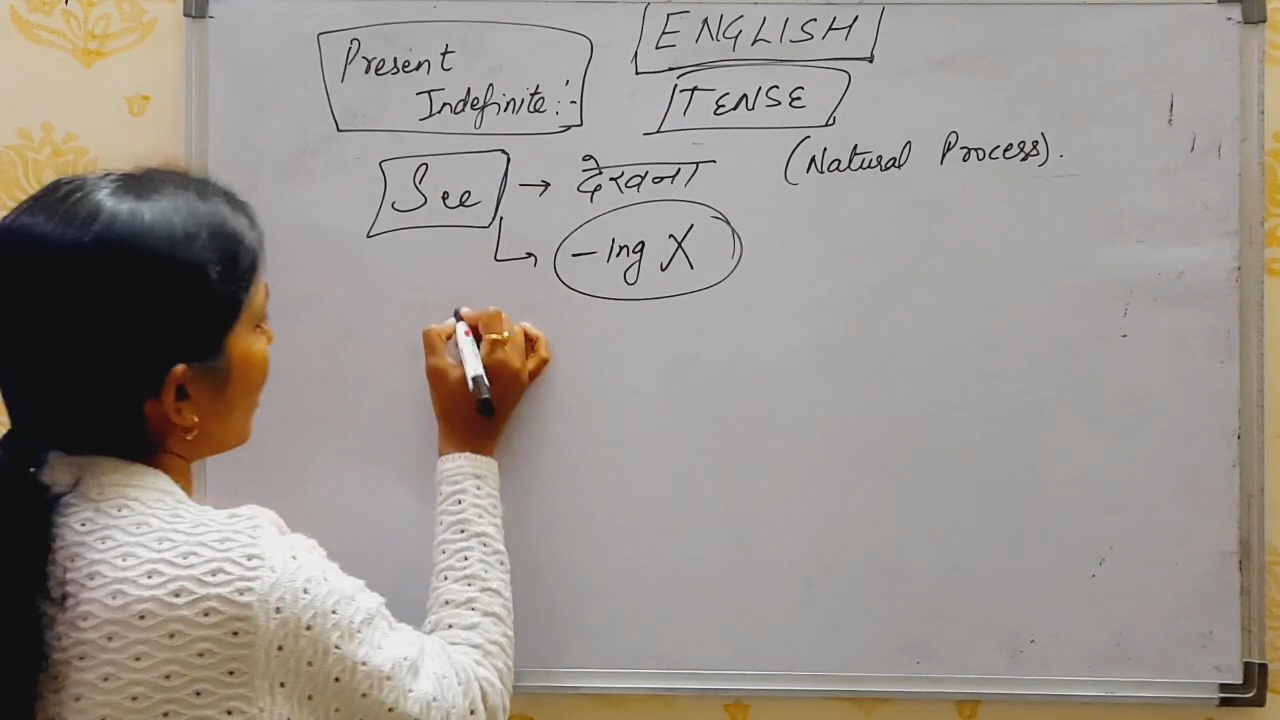 ENGLISH
TENSE
Present
Indefinite :-
See → देखना (Natural Process).
-ing X